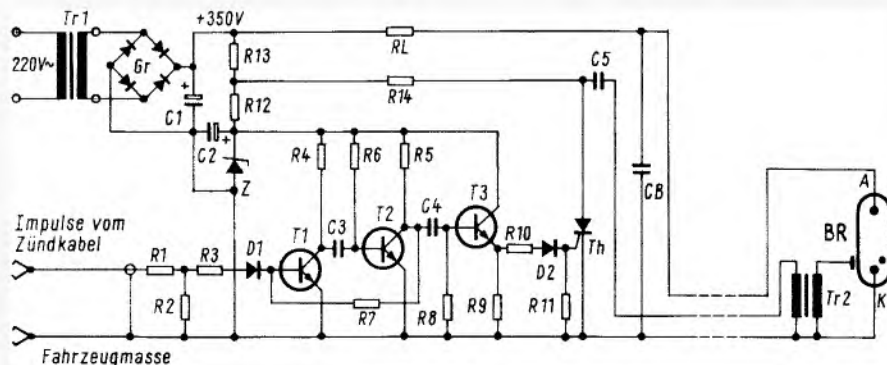 Tr1
+350V
220V~
Gr
R13
RL
C5
R14
C1
R12
C2
Z
R4
R6
R5
CB
A
Impulse vom
Zündkabel
T1
C3
T2
C4
T3
R10
D2
Th
BR
R1
R3
D1
R2
R7
R8
R9
R11
Tr2
K
Fahrzeugmasse
+
+